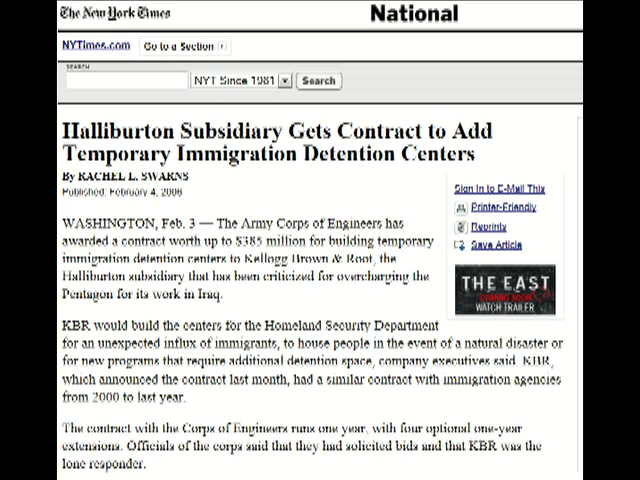 The New York Times
National
NYTimes.com Go to a Section
SEARCH
NYT Since 1981 Search
Halliburton Subsidiary Gets Contract to Add
Temporary Immigration Detention Centers
By RACHEL L. SWARNS
Published: February 4, 2006
Sign In to E-Mail This
Printer-Friendly
Reprints
Save Article
THE EAST
COMING SOON
WATCH TRAILER
WASHINGTON, Feb. 3 — The Army Corps of Engineers has
awarded a contract worth up to $385 million for building temporary
immigration detention centers to Kellogg Brown & Root, the
Halliburton subsidiary that has been criticized for overcharging the
Pentagon for its work in Iraq.
KBR would build the centers for the Homeland Security Department
for an unexpected influx of immigrants, to house people in the event of a natural disaster or
for new programs that require additional detention space, company executives said. KBR,
which announced the contract last month, had a similar contract with immigration agencies
from 2000 to last year.
The contract with the Corps of Engineers runs one year, with four optional one-year
extensions. Officials of the corps said that they had solicited bids and that KBR was the
lone responder.